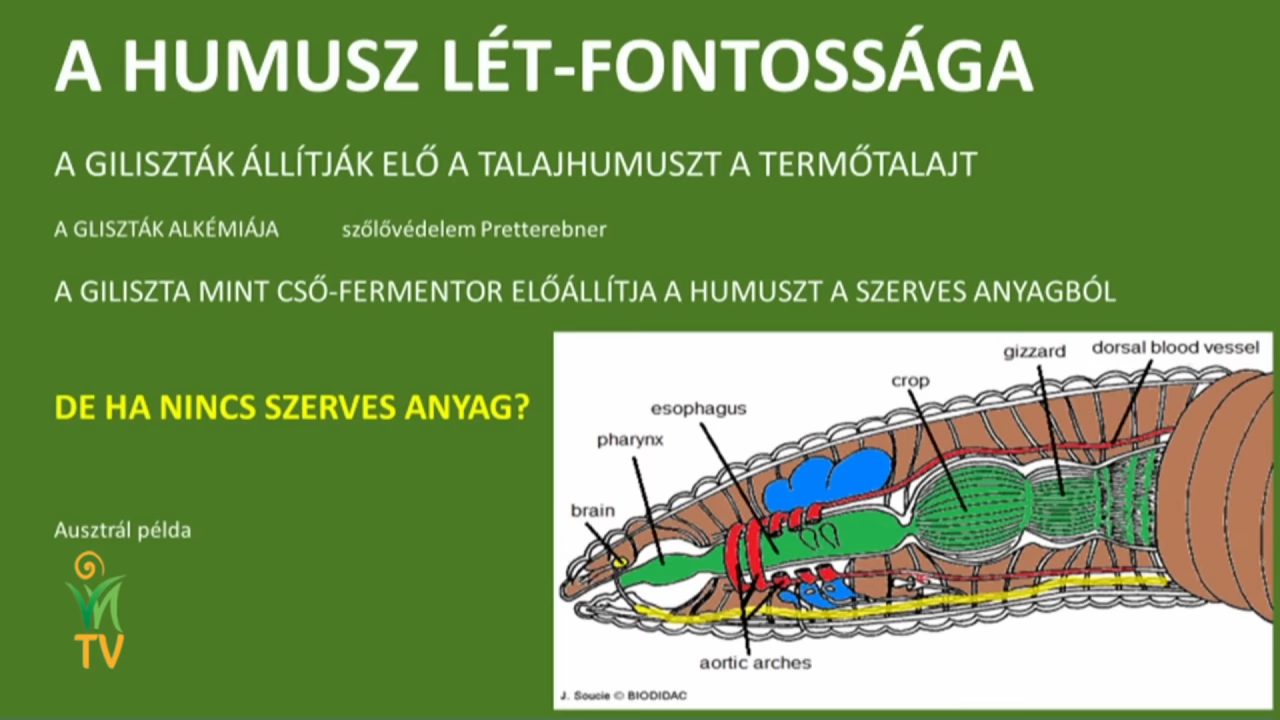 A HUMUSZ LÉT-FONTOSSÁGA
A GILISZTÁK ÁLLÍTJÁK ELŐ A TALAJHUMUSZT A TERMŐTALAJT
A GLISZTÁK ALKÉMIÁJA szőlővédelem Pretterebner
A GILISZTA MINT CSŐ-FERMENTOR ELŐÁLLÍTJA A HUMUSZT A SZERVES ANYAGBÓL
DE HA NINCS SZERVES ANYAG?
Ausztrál példa
TV
gizzard
dorsal blood vessel
crop
esophagus
pharynx
brain
aortic arches
J. Soucie © BIODIDAC